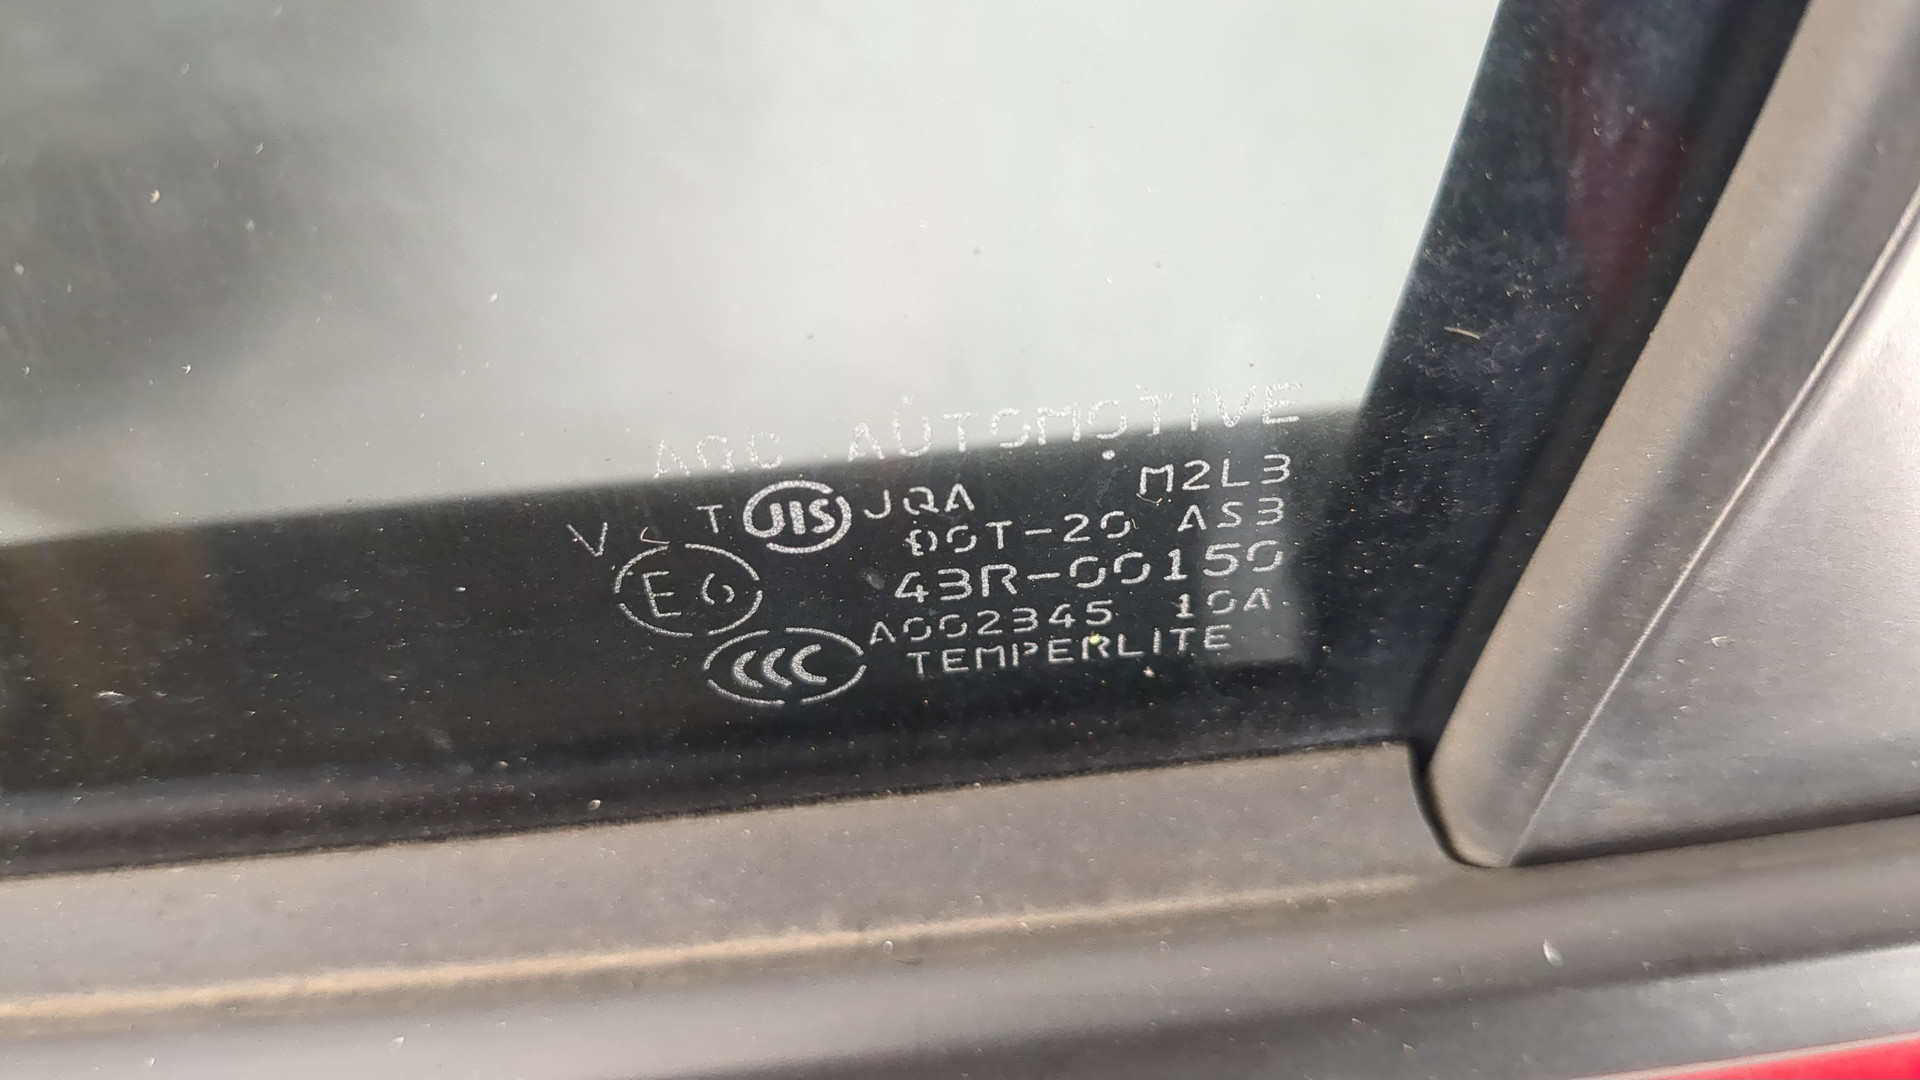 AGC AUTOMOTIVE
T JIS JQA M2L3
DOT-20 AS3
E6 43R-00150
A002345 10A
CCC TEMPERLITE